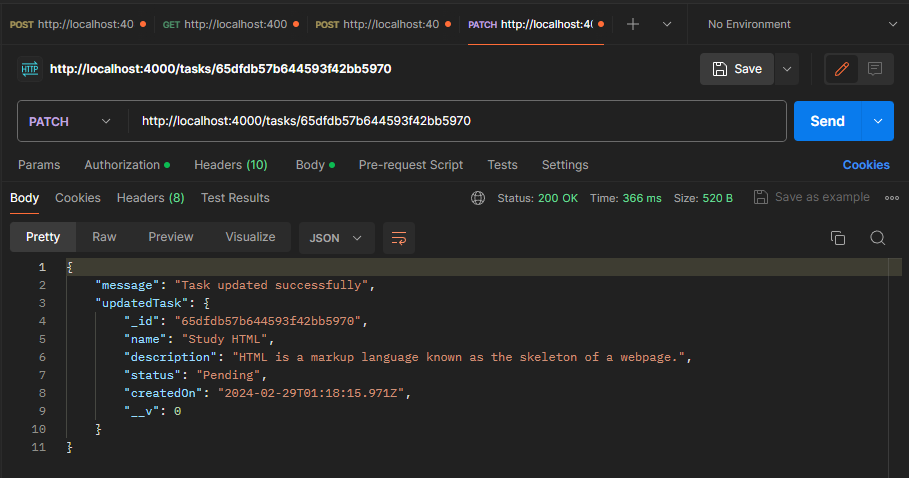 POST http://localhost:40 GET http://localhost:400 POST http://localhost:40 PATCH http://localhost:4( No Environment
HTTP http://localhost:4000/tasks/65dfdb57b644593f42bb5970 Save
PATCH http://localhost:4000/tasks/65dfdb57b644593f42bb5970 Send
Params Authorization Headers (10) Body Pre-request Script Tests Settings Cookies
Body Cookies Headers (8) Test Results Status: 200 OK Time: 366 ms Size: 520 B Save as example
Pretty Raw Preview Visualize JSON
1 {
2 "message": "Task updated successfully",
3 "updatedTask": {
4 "_id": "65dfdb57b644593f42bb5970",
5 "name": "Study HTML",
6 "description": "HTML is a markup language known as the skeleton of a webpage.",
7 "status": "Pending",
8 "createdOn": "2024-02-29T01:18:15.971Z",
9 "__v": 0
10 }
11 }